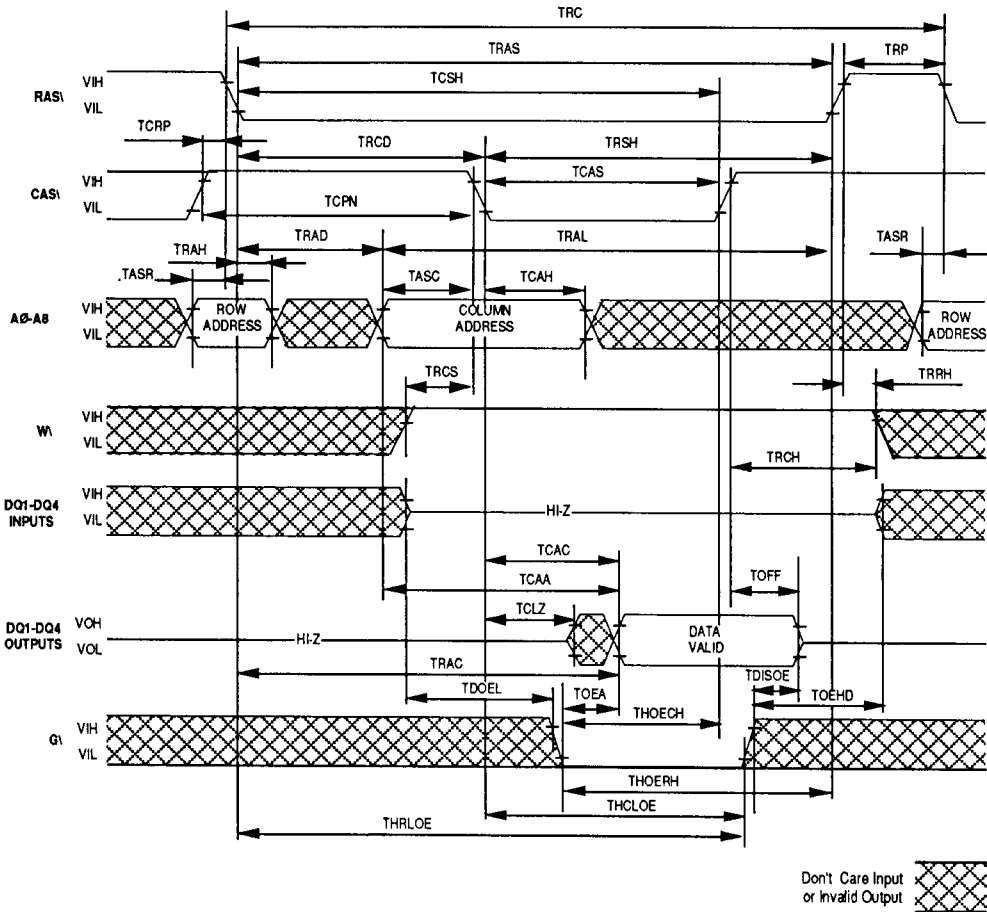 TRC
TRAS
TRP
VIH
TCSH
RAS\
VIL
TCRP
TRCD
TRSH
VIH
TCAS
CAS\
TCPN
VIL
TRAH
TRAD
TRAL
TASR
TASR
TASC
TCAH
VIH
AØ-A8
ROW
ADDRESS
COLUMN
ADDRESS
ROW
ADDRESS
VIL
TRCS
TRRH
VIH
W\
VIL
TRCH
VIH
DQ1-DQ4
INPUTS
VIL
HI-Z
TCAC
TCAA
TOFF
TCLZ
VOH
DQ1-DQ4
OUTPUTS
VOL
HI-Z
DATA
VALID
TRAC
TDISOE
TDOEL
TOEA
TOEHD
THOECH
VIH
G\
VIL
THOERH
THCLOE
THRLOE
Don't Care Input
or Invalid Output